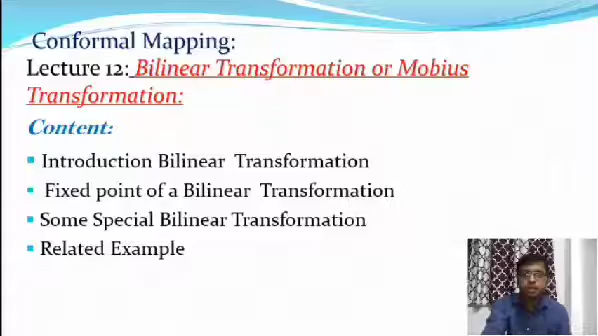 Conformal Mapping:
Lecture 12: Bilinear Transformation or Mobius
Transformation:
Content:
Introduction Bilinear Transformation
Fixed point of a Bilinear Transformation
Some Special Bilinear Transformation
Related Example